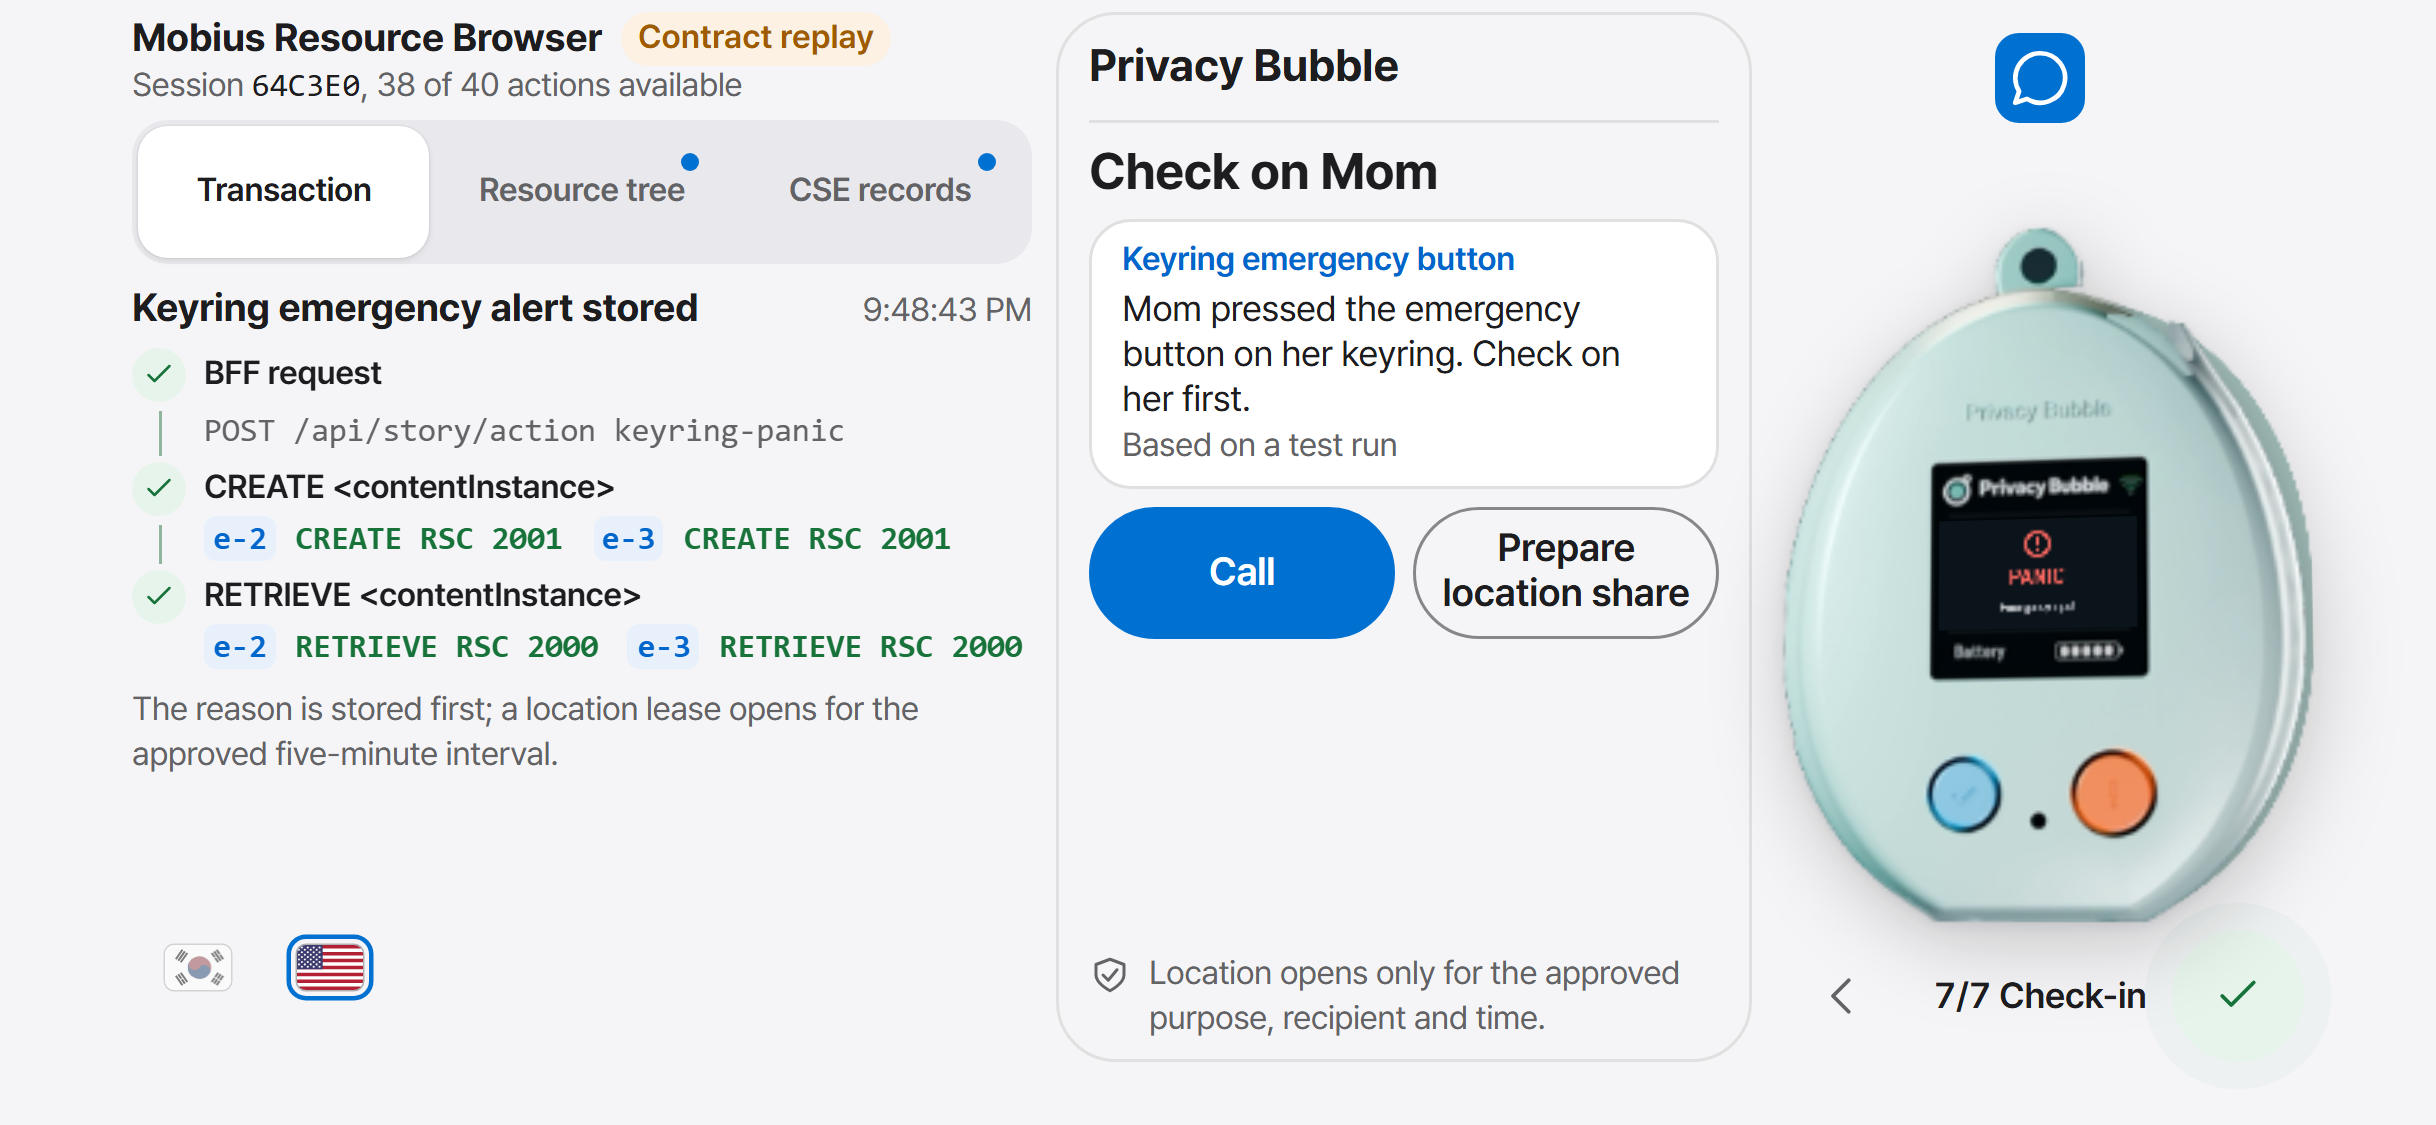 Mobius Resource Browser
Contract replay
Session 64C3E0, 38 of 40 actions available
Transaction
Resource tree
CSE records
Keyring emergency alert stored
9:48:43 PM
BFF request
POST /api/story/action keyring-panic
CREATE <contentInstance>
e-2 CREATE RSC 2001 e-3 CREATE RSC 2001
RETRIEVE <contentInstance>
e-2 RETRIEVE RSC 2000 e-3 RETRIEVE RSC 2000
The reason is stored first; a location lease opens for the
approved five-minute interval.
Privacy Bubble
Check on Mom
Keyring emergency button
Mom pressed the emergency
button on her keyring. Check on
her first.
Based on a test run
Call
Prepare
location share
Location opens only for the approved
purpose, recipient and time.
Privacy Bubble
Privacy Bubble
PANIC
Battery
7/7 Check-in